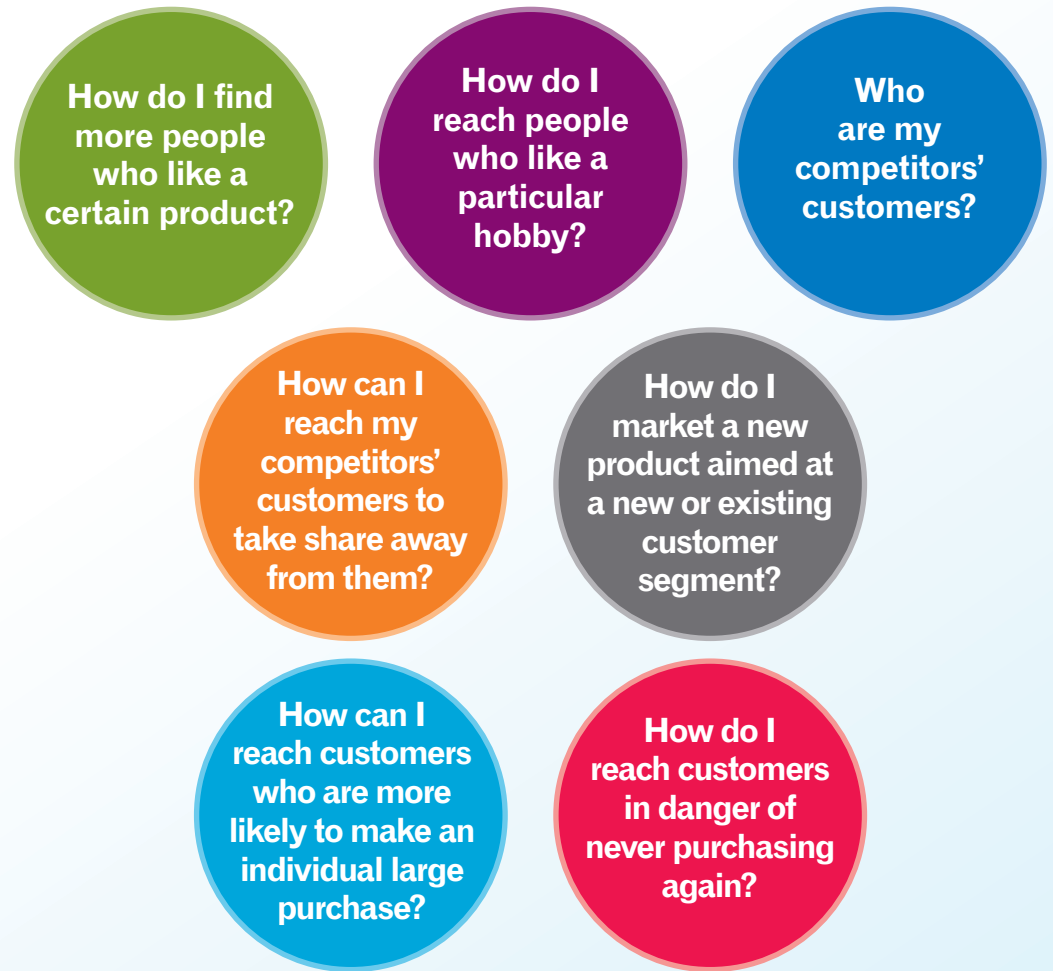 How do I find
more people
who like a
certain product?
How do I
reach people
who like a
particular
hobby?
Who
are my
competitors’
customers?
How can I
reach my
competitors’
customers to
take share away
from them?
How do I
market a new
product aimed at
a new or existing
customer
segment?
How can I
reach customers
who are more
likely to make an
individual large
purchase?
How do I
reach customers
in danger of
never purchasing
again?